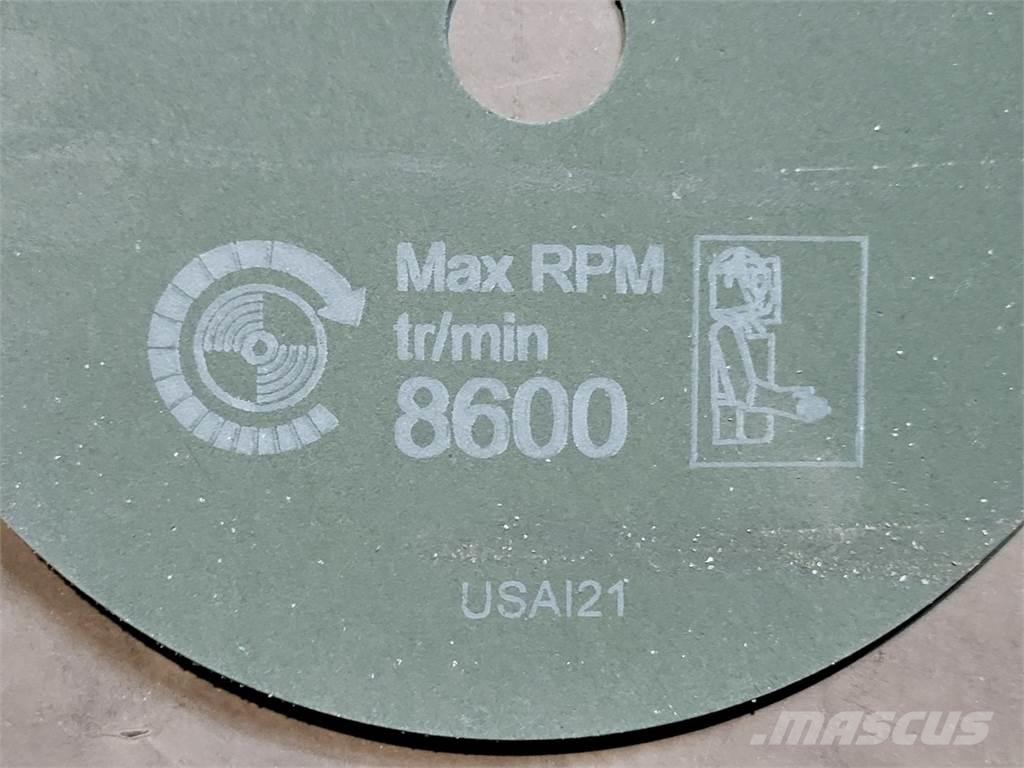 Max RPM
tr/min
8600
USAI21
MASCUS